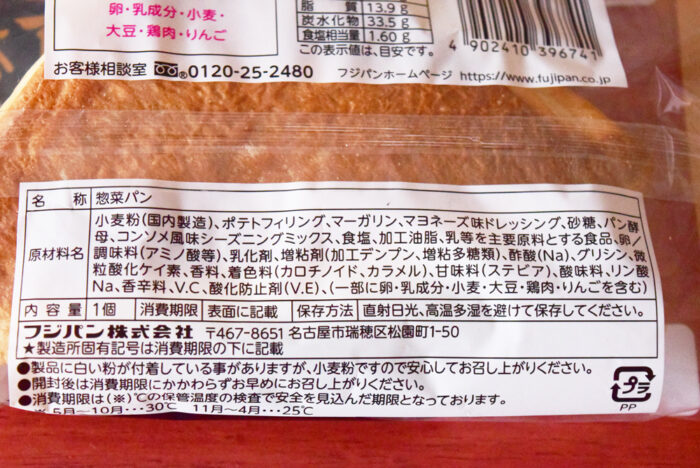 卵・乳成分・小麦・
大豆・鶏肉・りんご
脂質 13.9g
炭水化物 33.5g
食塩相当量 1.60g
この表示値は、目安です。
4902410396741
お客様相談室 0120-25-2480 フジパンホームページ https://www.fujipan.co.jp
名称 惣菜パン
原材料名 小麦粉(国内製造)、ポテトフィリング、マーガリン、マヨネーズ味ドレッシング、砂糖、パン酵
母、コンソメ風味シーズニングミックス、食塩、加工油脂、乳等を主要原料とする食品、卵/
調味料(アミノ酸等)、乳化剤、増粘剤(加工デンプン、増粘多糖類)、酢酸(Na)、グリシン、微
粒酸化ケイ素、香料、着色料(カロチノイド、カラメル)、甘味料(ステビア)、酸味料、リン酸
Na、香辛料、V.C、酸化防止剤(V.E)、(一部に卵・乳成分・小麦・大豆・鶏肉・りんごを含む)
内容量 1個 消費期限 表面に記載 保存方法 直射日光、高温多湿を避けて保存してください。
フジパン株式会社 〒467-8651 名古屋市瑞穂区松園町1-50
★製造所固有記号は消費期限の下に記載
●製品に白い粉が付着している事がありますが、小麦粉ですので安心してお召し上がりください。
●開封後は消費期限にかかわらずお早めにお召し上がりください。
●消費期限は(※)℃の保管温度の検査で安全を見込んだ期限となっております。
※5月~10月…30℃ 11月~4月…25℃
プラ
PP